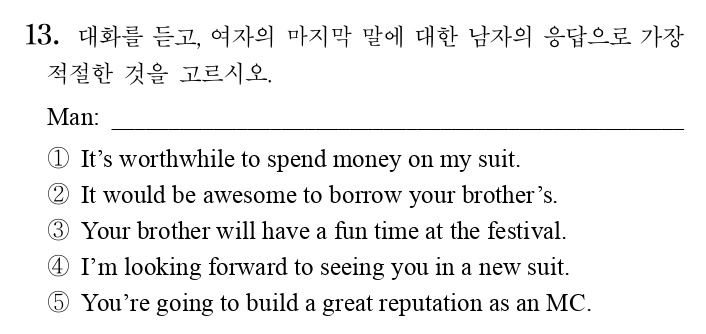 13. 대화를 듣고, 여자의 마지막 말에 대한 남자의 응답으로 가장
적절한 것을 고르시오.
Man: ____________________________________________
① It’s worthwhile to spend money on my suit.
② It would be awesome to borrow your brother’s.
③ Your brother will have a fun time at the festival.
④ I’m looking forward to seeing you in a new suit.
⑤ You’re going to build a great reputation as an MC.